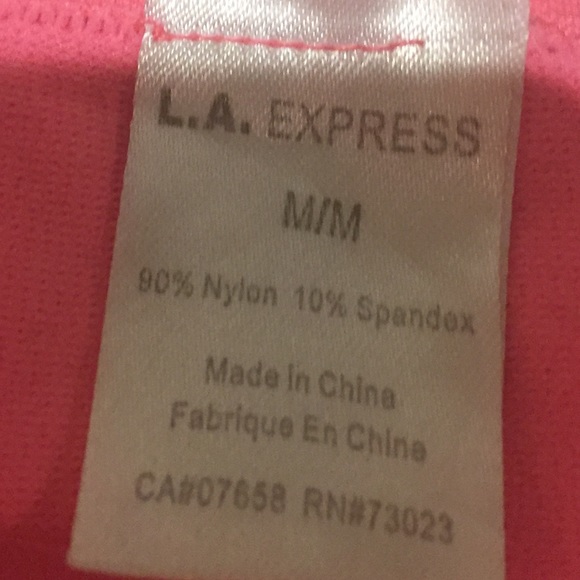 L.A. EXPRESS
M/M
90% Nylon 10% Spandex
Made in China
Fabrique En Chine
CA#07658 RN#73023